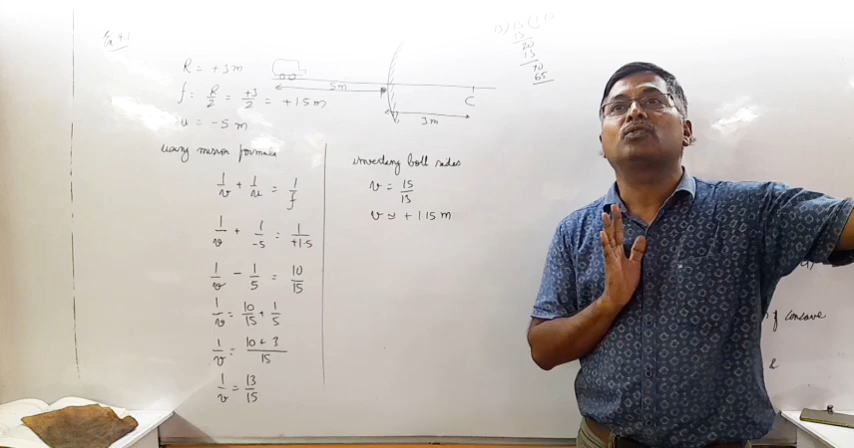 R = +3 m
f = R/2 = +3/2 = +1.5 m
u = -5 m
using mirror formula
1/v + 1/u = 1/f
1/v + 1/-5 = 1/+1.5
1/v - 1/5 = 10/15
1/v = 10/15 + 1/5
1/v = 10 + 3/15
1/v = 13/15
5m
P
C
3 m
inverting both sides
v = 15/13
v ≈ +1.15 m
13
20
13
70
65
of concave